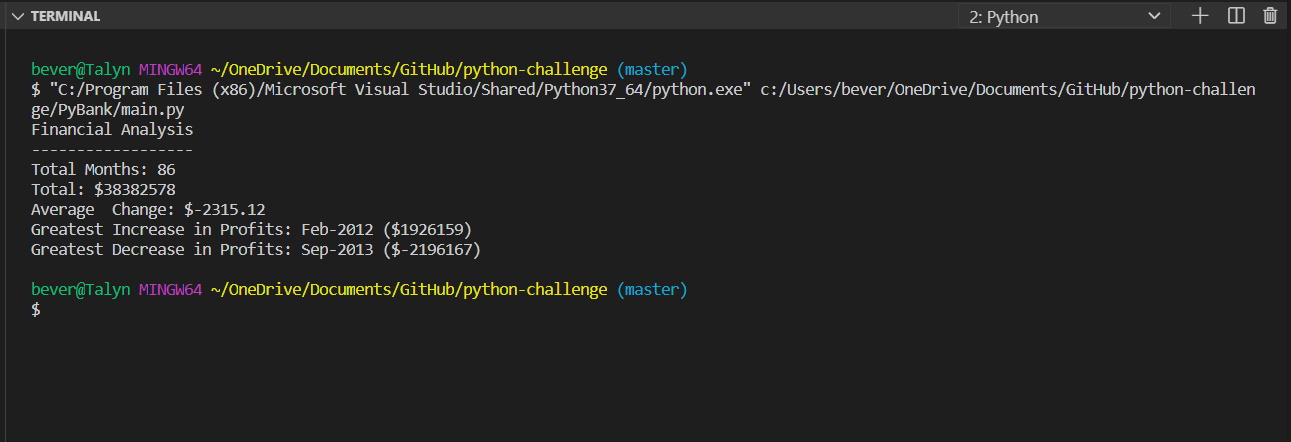 TERMINAL
2: Python
bever@Talyn MINGW64 ~/OneDrive/Documents/GitHub/python-challenge (master)
$ "C:/Program Files (x86)/Microsoft Visual Studio/Shared/Python37_64/python.exe" c:/Users/bever/OneDrive/Documents/GitHub/python-challen
ge/PyBank/main.py
Financial Analysis
------------------
Total Months: 86
Total: $38382578
Average  Change: $-2315.12
Greatest Increase in Profits: Feb-2012 ($1926159)
Greatest Decrease in Profits: Sep-2013 ($-2196167)
bever@Talyn MINGW64 ~/OneDrive/Documents/GitHub/python-challenge (master)
$